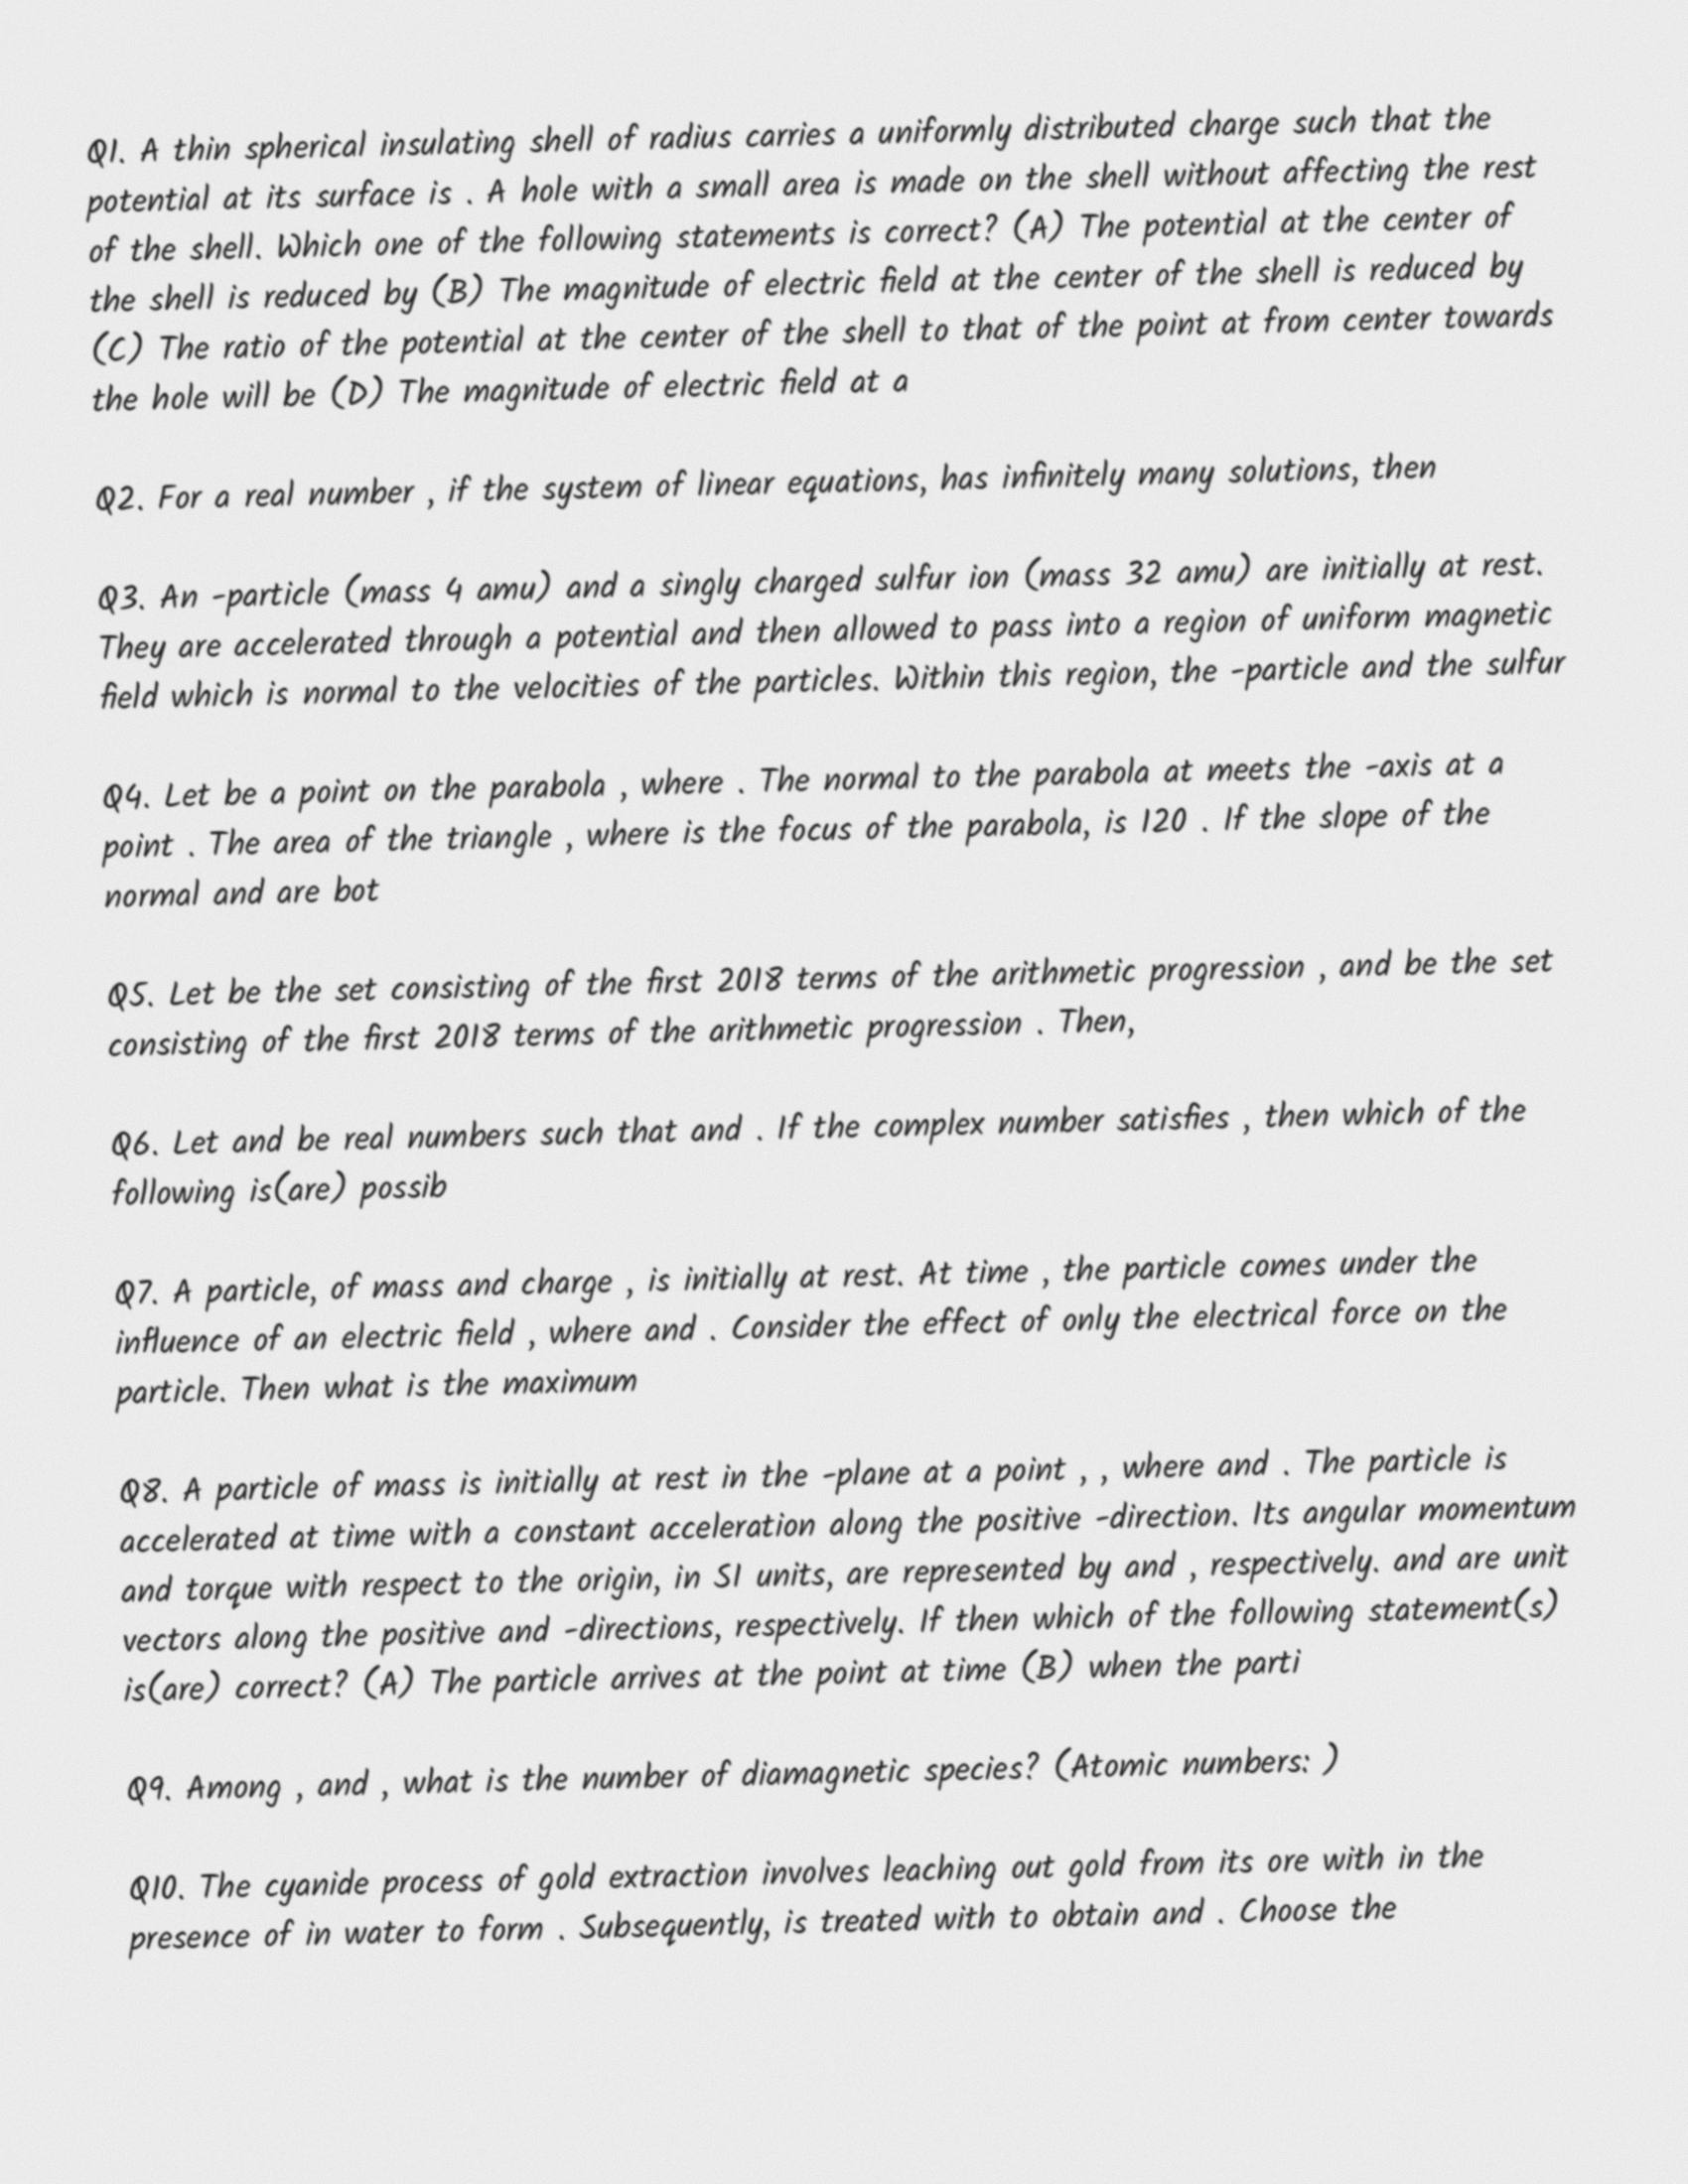 Q1. A thin spherical insulating shell of radius carries a uniformly distributed charge such that the
potential at its surface is . A hole with a small area is made on the shell without affecting the rest
of the shell. Which one of the following statements is correct? (A) The potential at the center of
the shell is reduced by (B) The magnitude of electric field at the center of the shell is reduced by
(C) The ratio of the potential at the center of the shell to that of the point at from center towards
the hole will be (D) The magnitude of electric field at a
Q2. For a real number , if the system of linear equations, has infinitely many solutions, then
Q3. An -particle (mass 4 amu) and a singly charged sulfur ion (mass 32 amu) are initially at rest.
They are accelerated through a potential and then allowed to pass into a region of uniform magnetic
field which is normal to the velocities of the particles. Within this region, the -particle and the sulfur
Q4. Let be a point on the parabola , where . The normal to the parabola at meets the -axis at a
point . The area of the triangle , where is the focus of the parabola, is 120 . If the slope of the
normal and are bot
Q5. Let be the set consisting of the first 2018 terms of the arithmetic progression , and be the set
consisting of the first 2018 terms of the arithmetic progression . Then,
Q6. Let and be real numbers such that and . If the complex number satisfies , then which of the
following is(are) possib
Q7. A particle, of mass and charge , is initially at rest. At time , the particle comes under the
influence of an electric field , where and . Consider the effect of only the electrical force on the
particle. Then what is the maximum
Q8. A particle of mass is initially at rest in the -plane at a point , , where and . The particle is
accelerated at time with a constant acceleration along the positive -direction. Its angular momentum
and torque with respect to the origin, in SI units, are represented by and , respectively. and are unit
vectors along the positive and -directions, respectively. If then which of the following statement(s)
is(are) correct? (A) The particle arrives at the point at time (B) when the parti
Q9. Among , and , what is the number of diamagnetic species? (Atomic numbers: )
Q10. The cyanide process of gold extraction involves leaching out gold from its ore with in the
presence of in water to form . Subsequently, is treated with to obtain and . Choose the